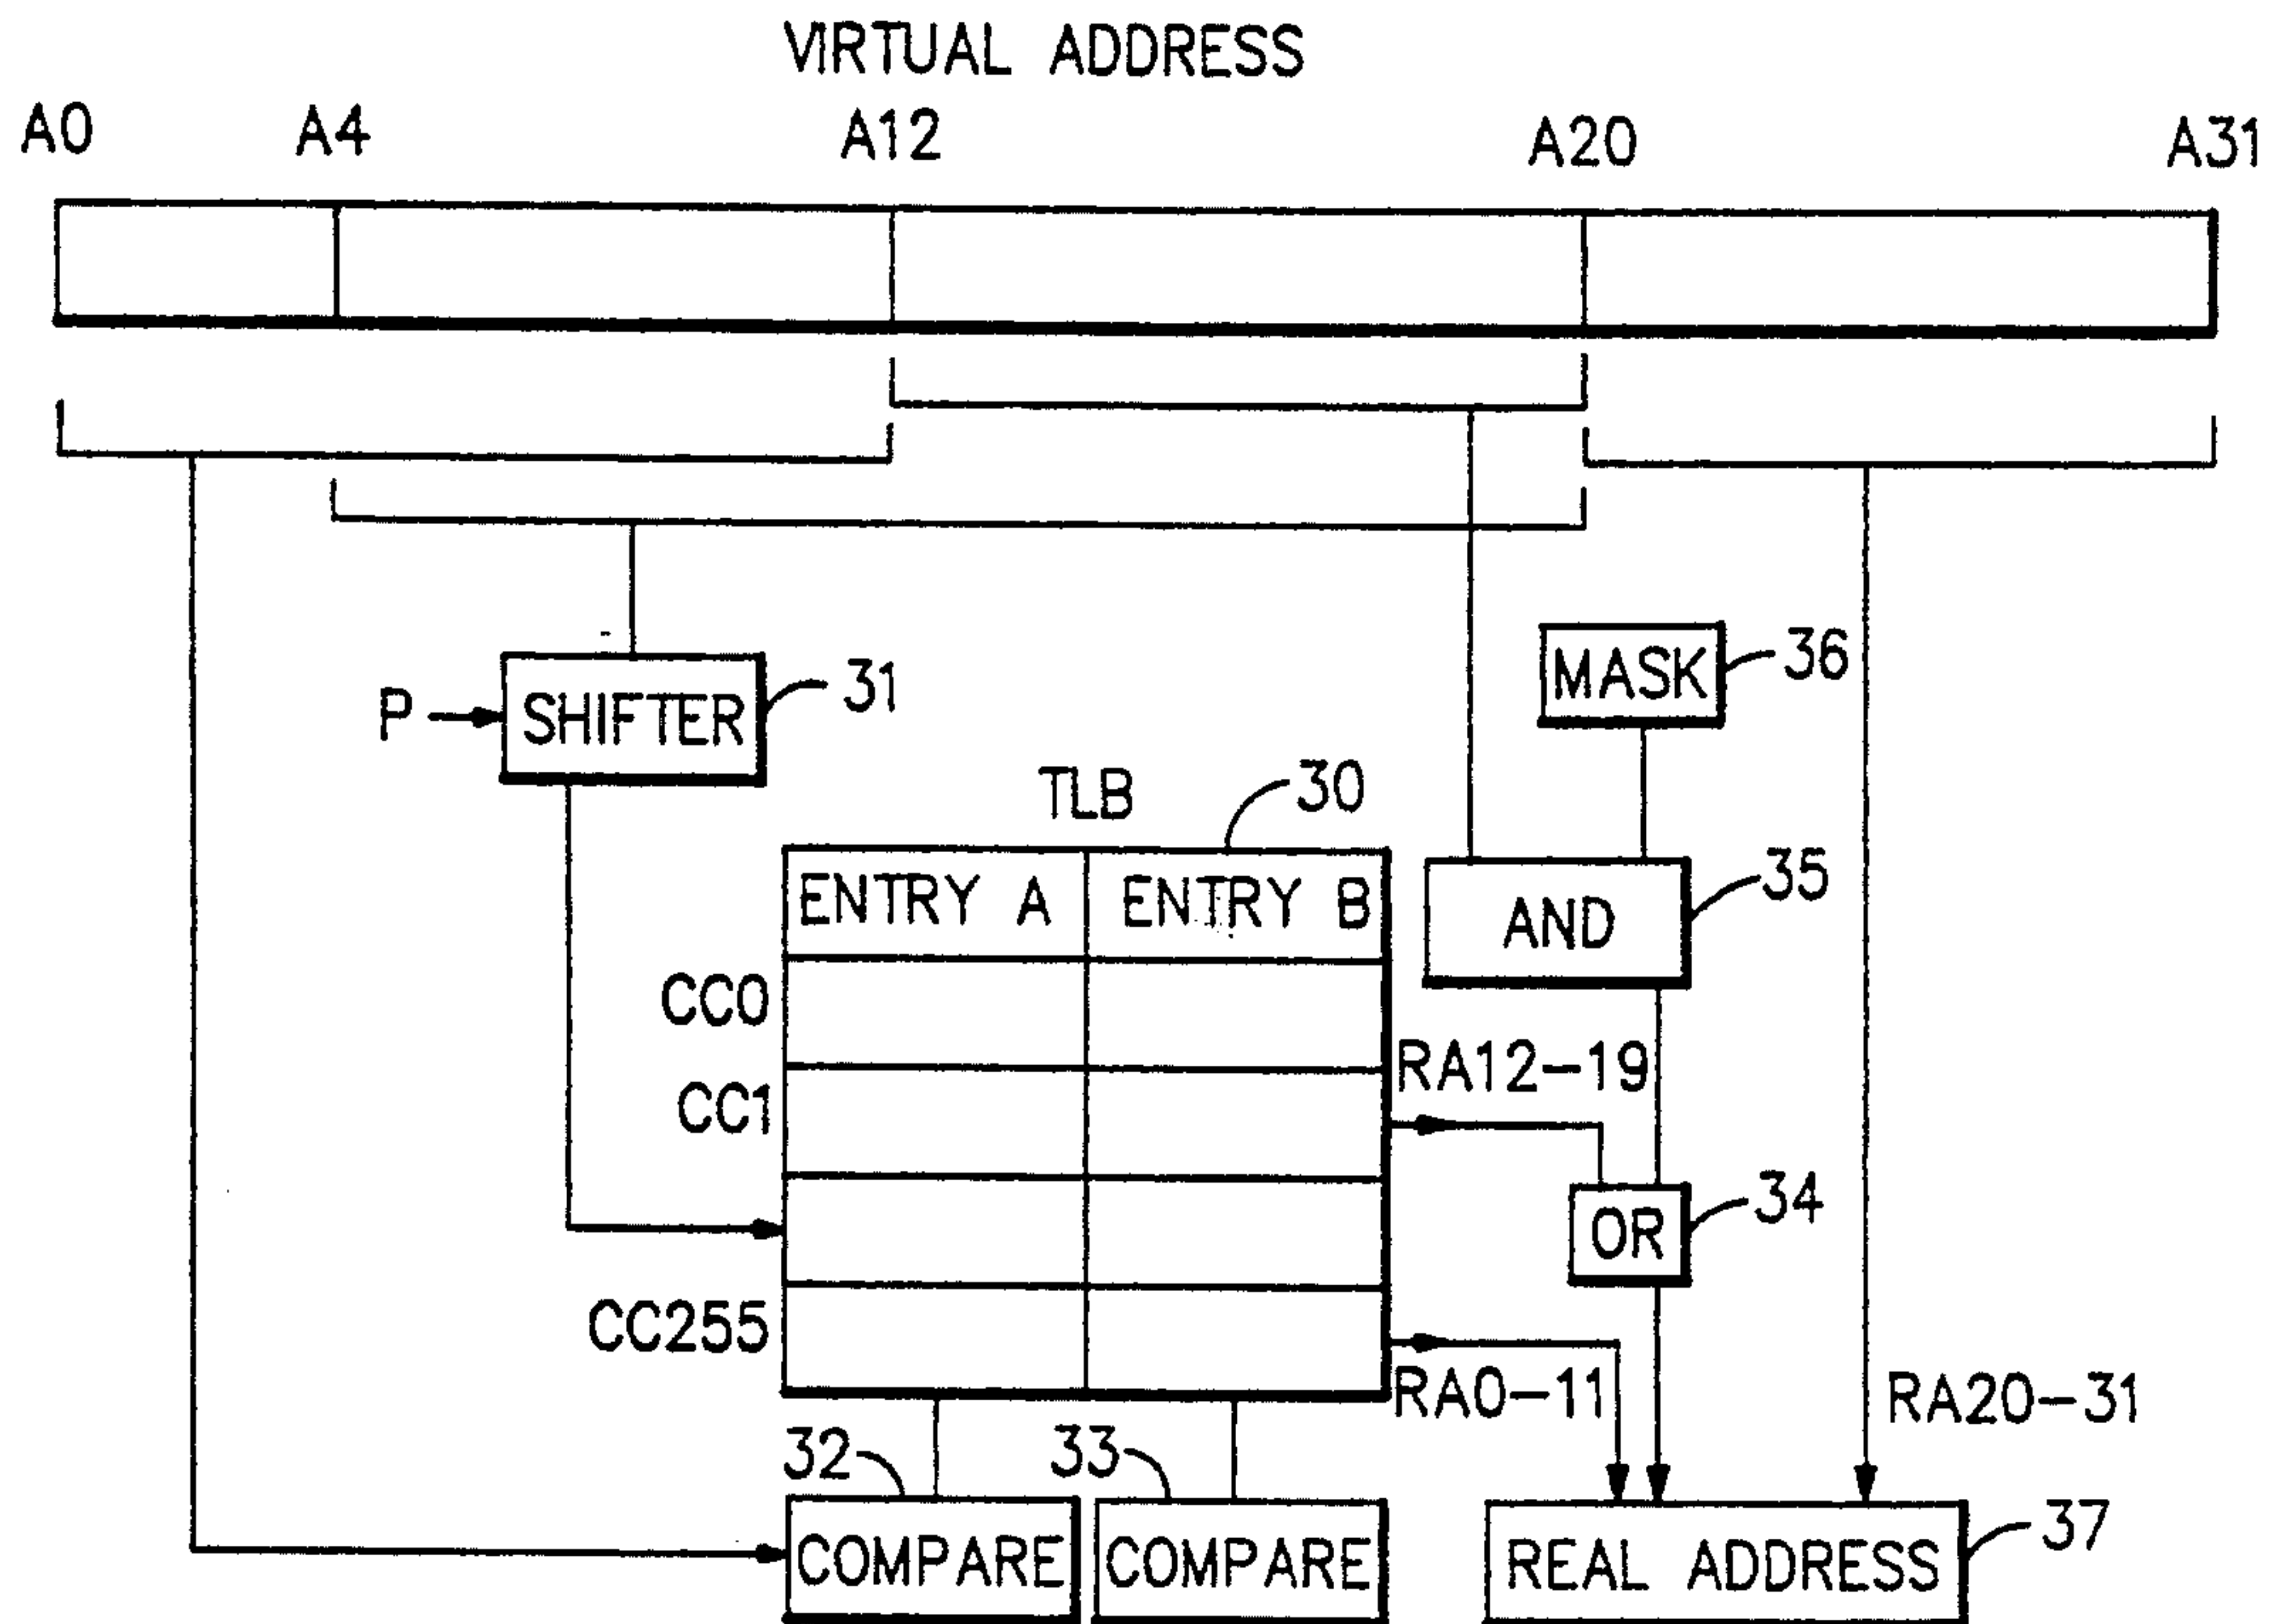 VIRTUAL ADDRESS
A0 A4 A12 A20 A31
MASK 36
P SHIFTER 31
TLB 30
ENTRY A ENTRY B AND 35
CC0
RA12-19
CC1
OR 34
CC255
RA0-11 RA20-31
32 33
COMPARE COMPARE REAL ADDRESS 37